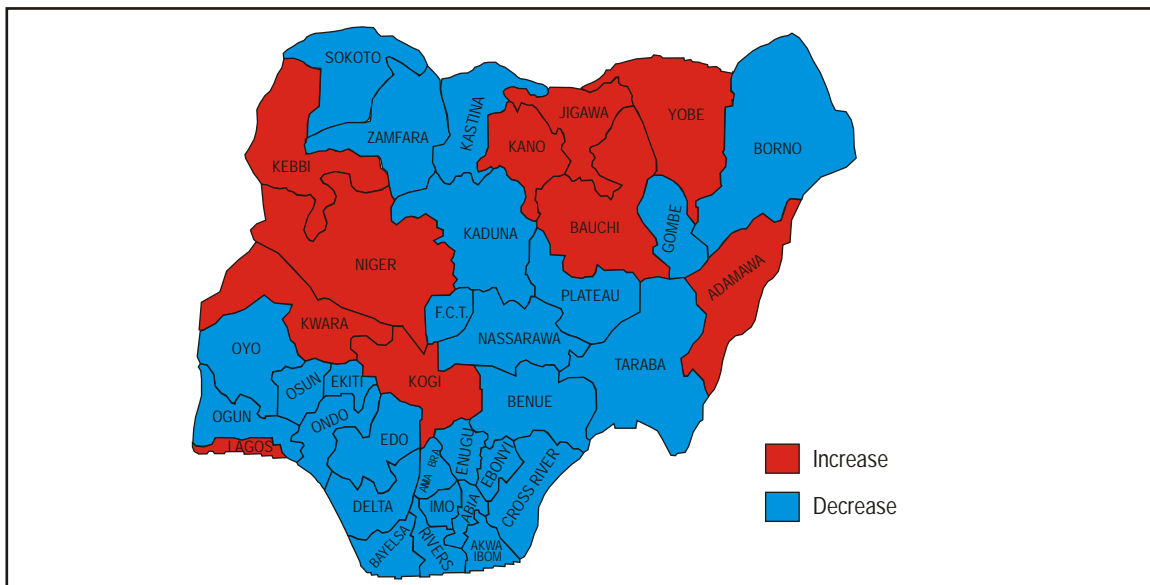 SOKOTO
ZAMFARA
KASTINA
KEBBI
KANO
JIGAWA
YOBE
BORNO
KADUNA
BAUCHI
GOMBE
ADAMAWA
NIGER
F.C.T.
PLATEAU
NASSARAWA
KWARA
TARABA
OYO
KOGI
BENUE
OSUN
EKITI
OGUN
ONDO
EDO
LAGOS
ENUGU
EBONYI
CROSS RIVER
DELTA
IMO
ABIA
BAYELSA
RIVERS
AKWA
IBOM
Increase
Decrease